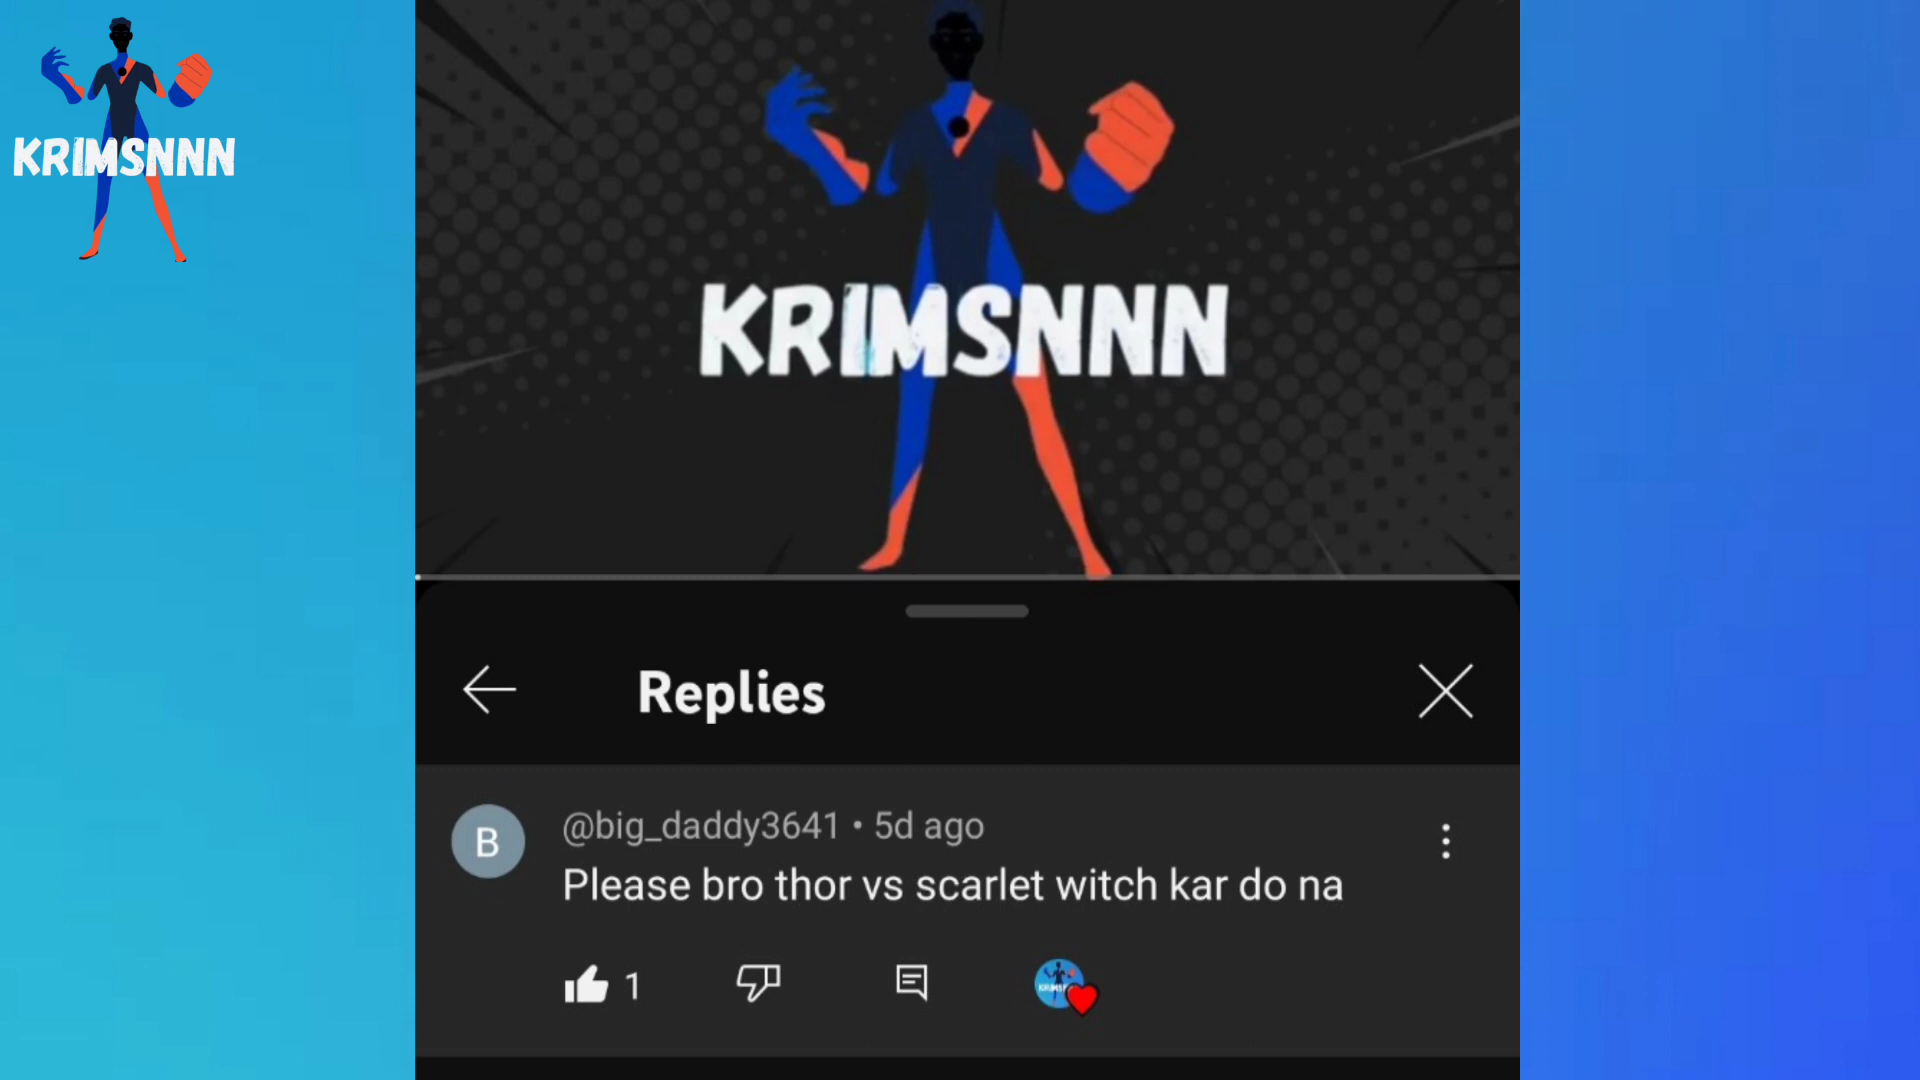 KRIMSNNN
KRIMSNNN
Replies
B
@big_daddy3641 • 5d ago
Please bro thor vs scarlet witch kar do na
1